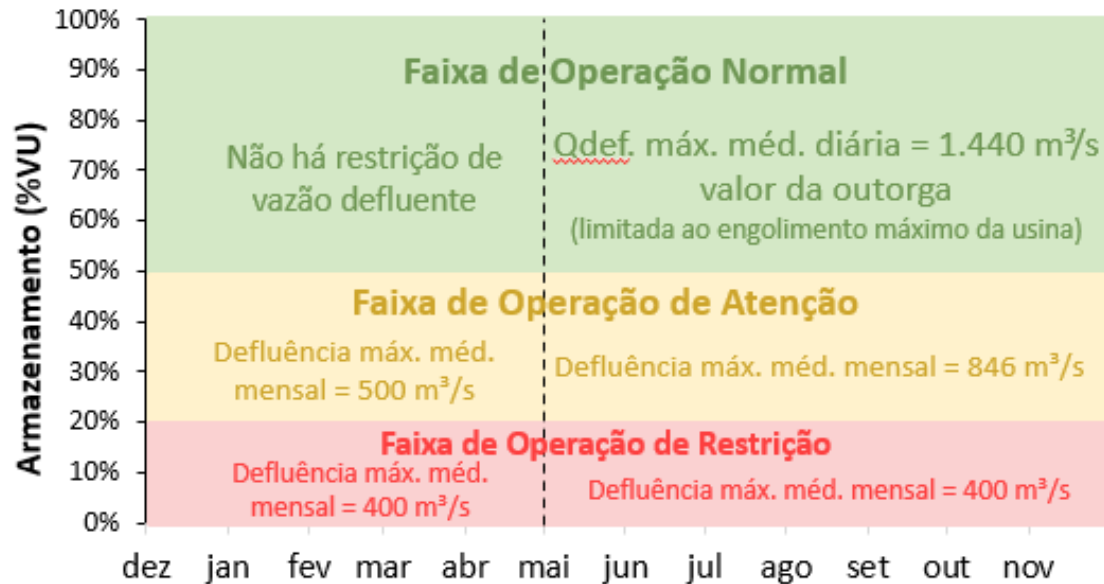 100%
90%
80%
70%
60%
50%
40%
30%
20%
10%
0%
Armazenamento (%VU)
Faixa de Operação Normal
Não há restrição de
vazão defluente
Qdef. máx. méd. diária = 1.440 m³/s
valor da outorga
(limitada ao engolimento máximo da usina)
Faixa de Operação de Atenção
Defluência máx. méd.
mensal = 500 m³/s
Defluência máx. méd. mensal = 846 m³/s
Faixa de Operação de Restrição
Defluência máx. méd.
mensal = 400 m³/s
Defluência máx. méd. mensal = 400 m³/s
dez jan fev mar abr mai jun jul ago set out nov